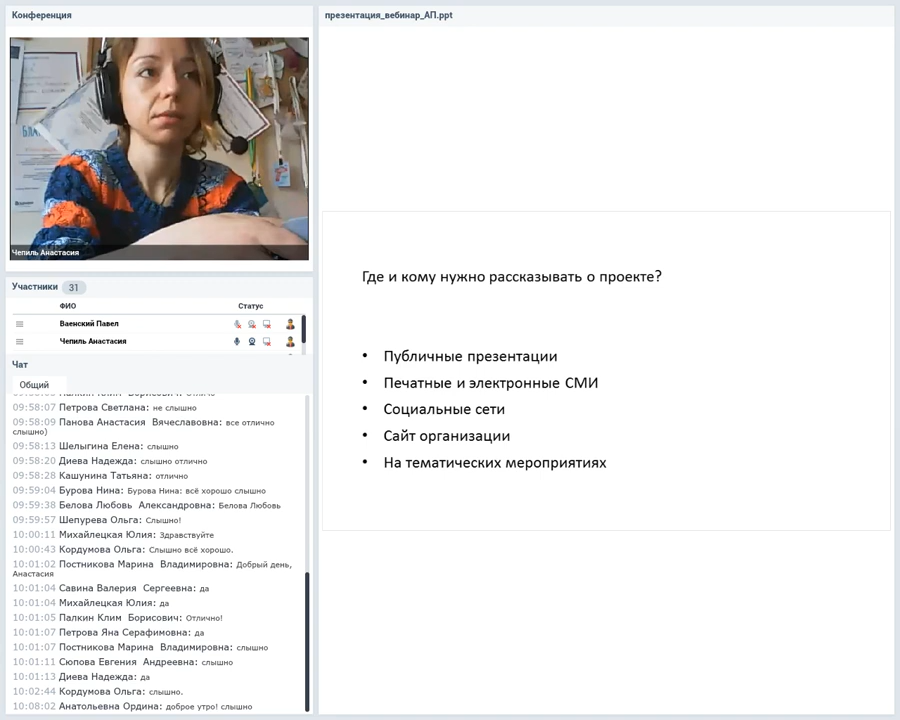 Конференция
БЛА
Чепиль Анастасия
Участники 31
ФИО Статус
Ваенский Павел
Чепиль Анастасия
Чат
Общий
09:58:07 Петрова Светлана: не слышно
09:58:09 Панова Анастасия Вячеславовна: все отлично
слышно)
09:58:13 Шелыгина Елена: слышно
09:58:20 Диева Надежда: слышно отлично
09:58:28 Кашунина Татьяна: отлично
09:59:04 Бурова Нина: Бурова Нина: всё хорошо слышно
09:59:38 Белова Любовь Александровна: Белова Любовь
09:59:57 Шепурева Ольга: Слышно!
10:00:11 Михайлецкая Юлия: Здравствуйте
10:00:43 Кордумова Ольга: Слышно всё хорошо.
10:01:02 Постникова Марина Владимировна: Добрый день,
Анастасия
10:01:04 Савина Валерия Сергеевна: да
10:01:04 Михайлецкая Юлия: да
10:01:05 Палкин Клим Борисович: Отлично!
10:01:07 Петрова Яна Серафимовна: да
10:01:07 Постникова Марина Владимировна: слышно
10:01:11 Сюпова Евгения Андреевна: слышно
10:01:13 Диева Надежда: да
10:02:44 Кордумова Ольга: слышно.
10:08:02 Анатольевна Ордина: доброе утро! слышно
презентация_вебинар_АП.ppt
Где и кому нужно рассказывать о проекте?
• Публичные презентации
• Печатные и электронные СМИ
• Социальные сети
• Сайт организации
• На тематических мероприятиях